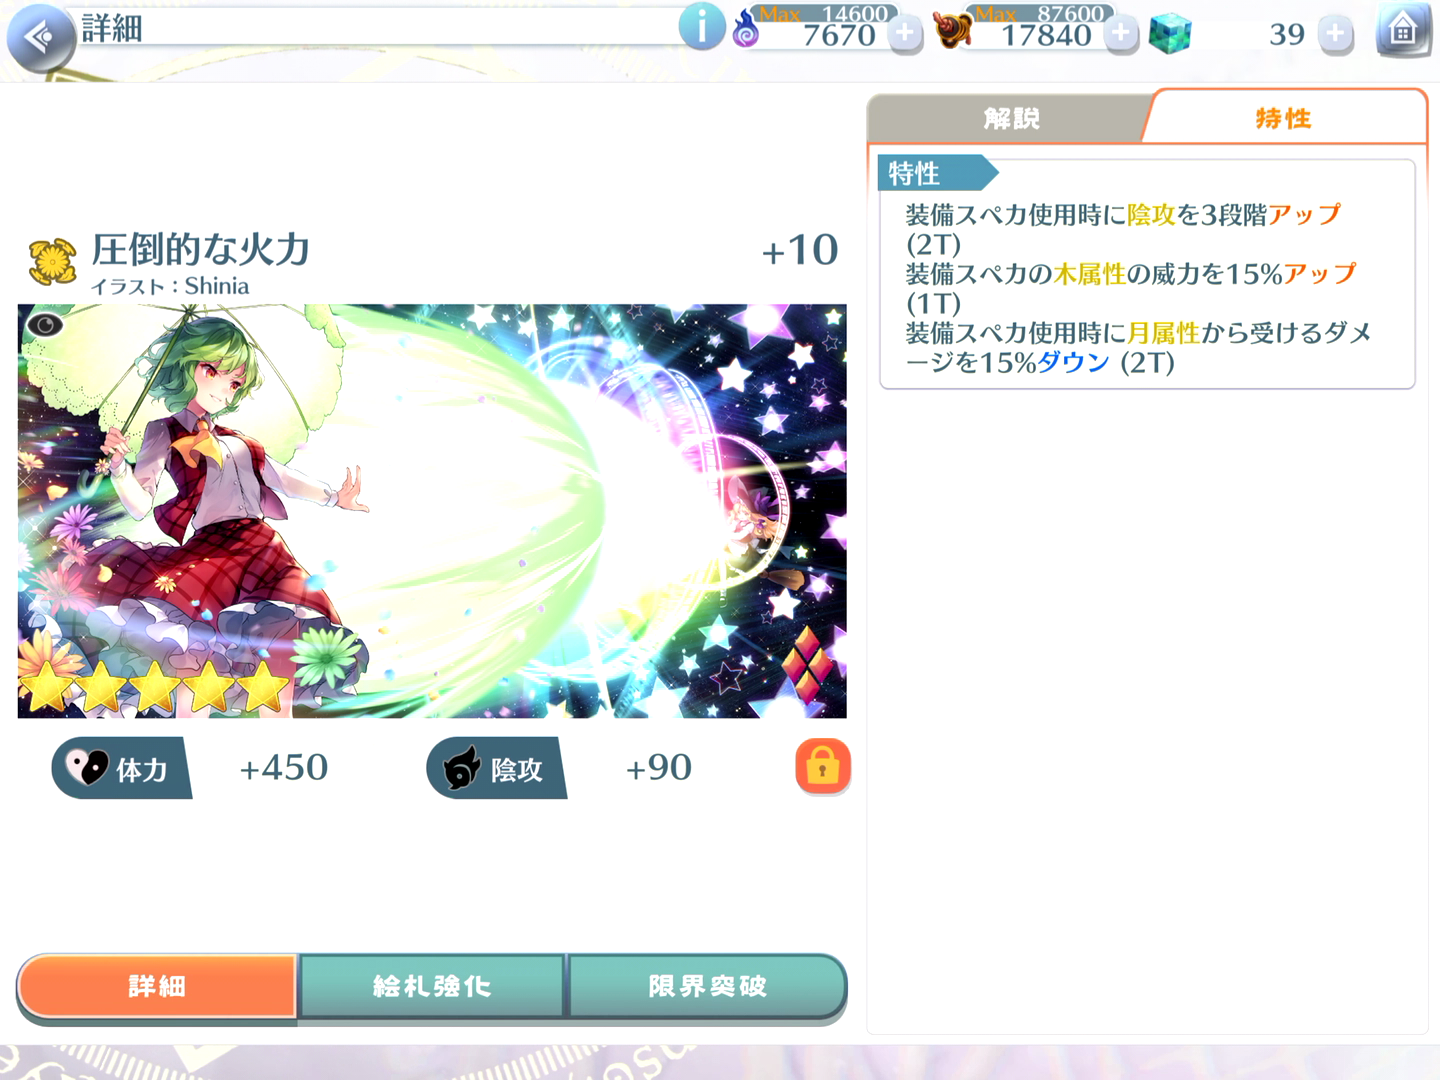 詳細
Max 14600
7670
Max 87600
17840
39
解説
特性
圧倒的な火力
+10
イラスト：Shinia
特性
装備スペカ使用時に陰攻を3段階アップ
(2T)
装備スペカの木属性の威力を15%アップ
(1T)
装備スペカ使用時に月属性から受けるダメ
ージを15%ダウン (2T)
体力
+450
陰攻
+90
詳細
絵札強化
限界突破